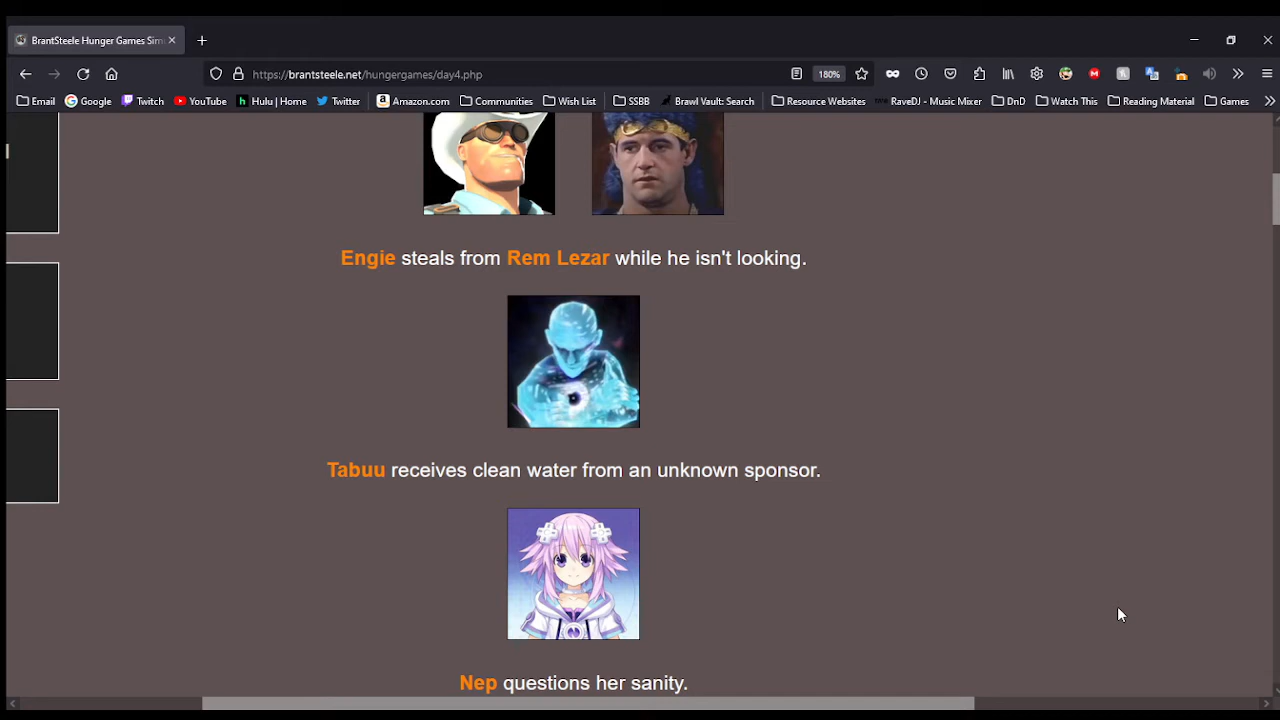 BrantSteele Hunger Games Sim
https://brantsteele.net/hungergames/day4.php
180%
Email Google Twitch YouTube Hulu | Home Twitter Amazon.com Communities Wish List SSBB Brawl Vault: Search Resource Websites RaveDJ - Music Mixer DnD Watch This Reading Material Games
Engie steals from Rem Lezar while he isn't looking.
Tabuu receives clean water from an unknown sponsor.
Nep questions her sanity.